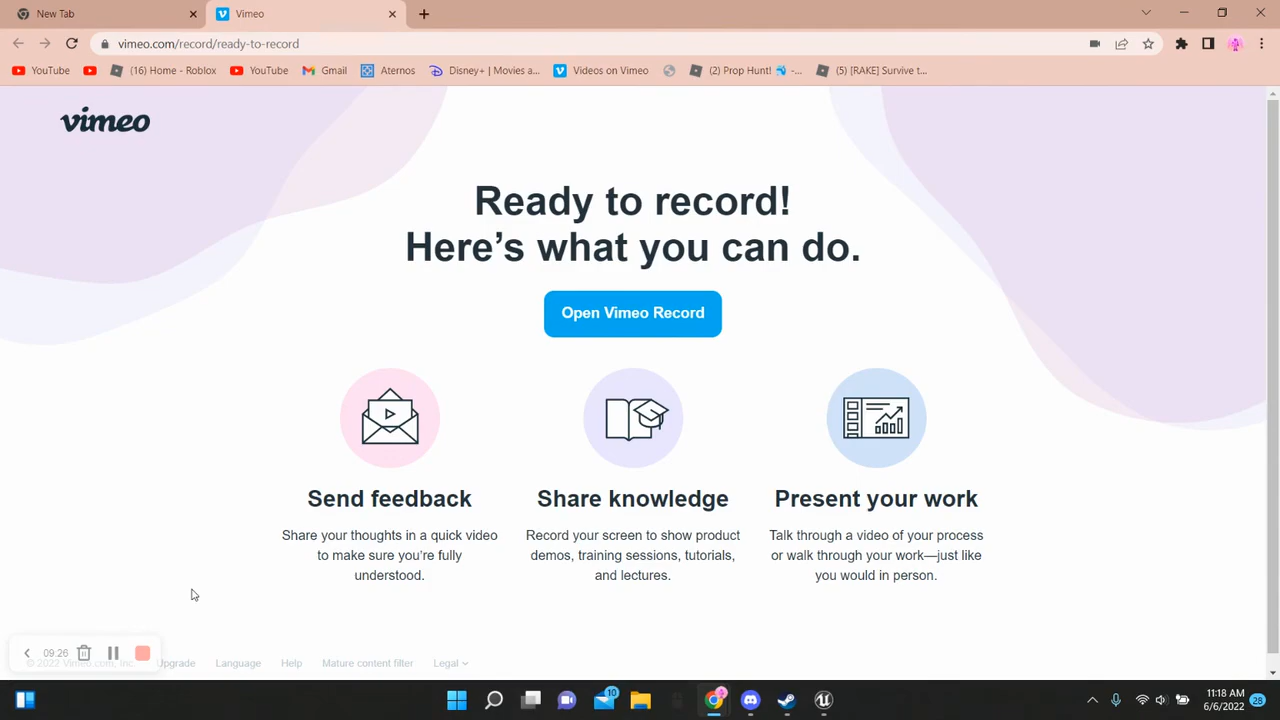 New Tab
Vimeo
vimeo.com/record/ready-to-record
YouTube
(16) Home - Roblox
YouTube
Gmail
Aternos
Disney+ | Movies a...
Videos on Vimeo
(2) Prop Hunt! 💨 -...
(5) [RAKE] Survive t...
vimeo
Ready to record!
Here's what you can do.
Open Vimeo Record
Send feedback
Share your thoughts in a quick video
to make sure you're fully
understood.
Share knowledge
Record your screen to show product
demos, training sessions, tutorials,
and lectures.
Present your work
Talk through a video of your process
or walk through your work—just like
you would in person.
09:26
© 2022 Vimeo.com, Inc.
Upgrade
Language
Help
Mature content filter
Legal
10
11:18 AM
6/6/2022
28